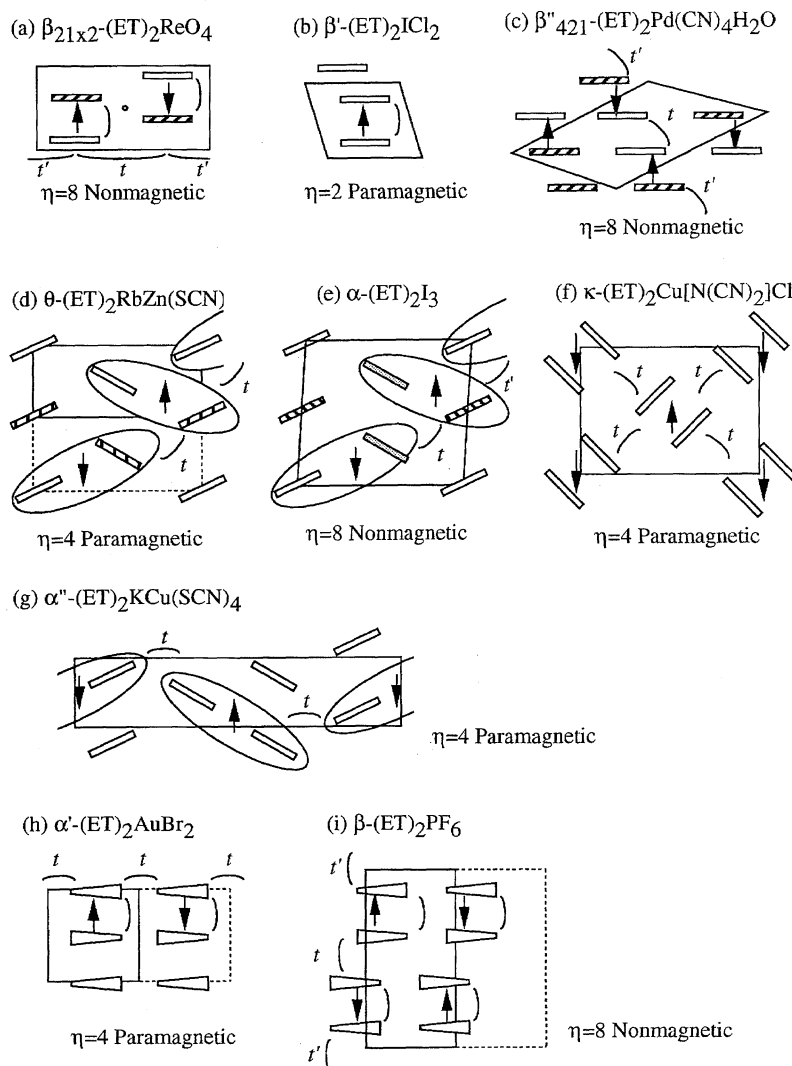 (a) β21x2-(ET)2ReO4
(b) β'-(ET)2ICl2
(c) β"421-(ET)2Pd(CN)4H2O
t'
t
t' t t'
t'
η=8 Nonmagnetic
η=2 Paramagnetic
η=8 Nonmagnetic
(d) θ-(ET)2RbZn(SCN)
(e) α-(ET)2I3
(f) κ-(ET)2Cu[N(CN)2]Cl
t
t'
t t
t
t
t t
η=4 Paramagnetic
η=8 Nonmagnetic
η=4 Paramagnetic
(g) α"-(ET)2KCu(SCN)4
t
t
η=4 Paramagnetic
(h) α'-(ET)2AuBr2
(i) β-(ET)2PF6
t t t
t'
t
t'
η=4 Paramagnetic
η=8 Nonmagnetic